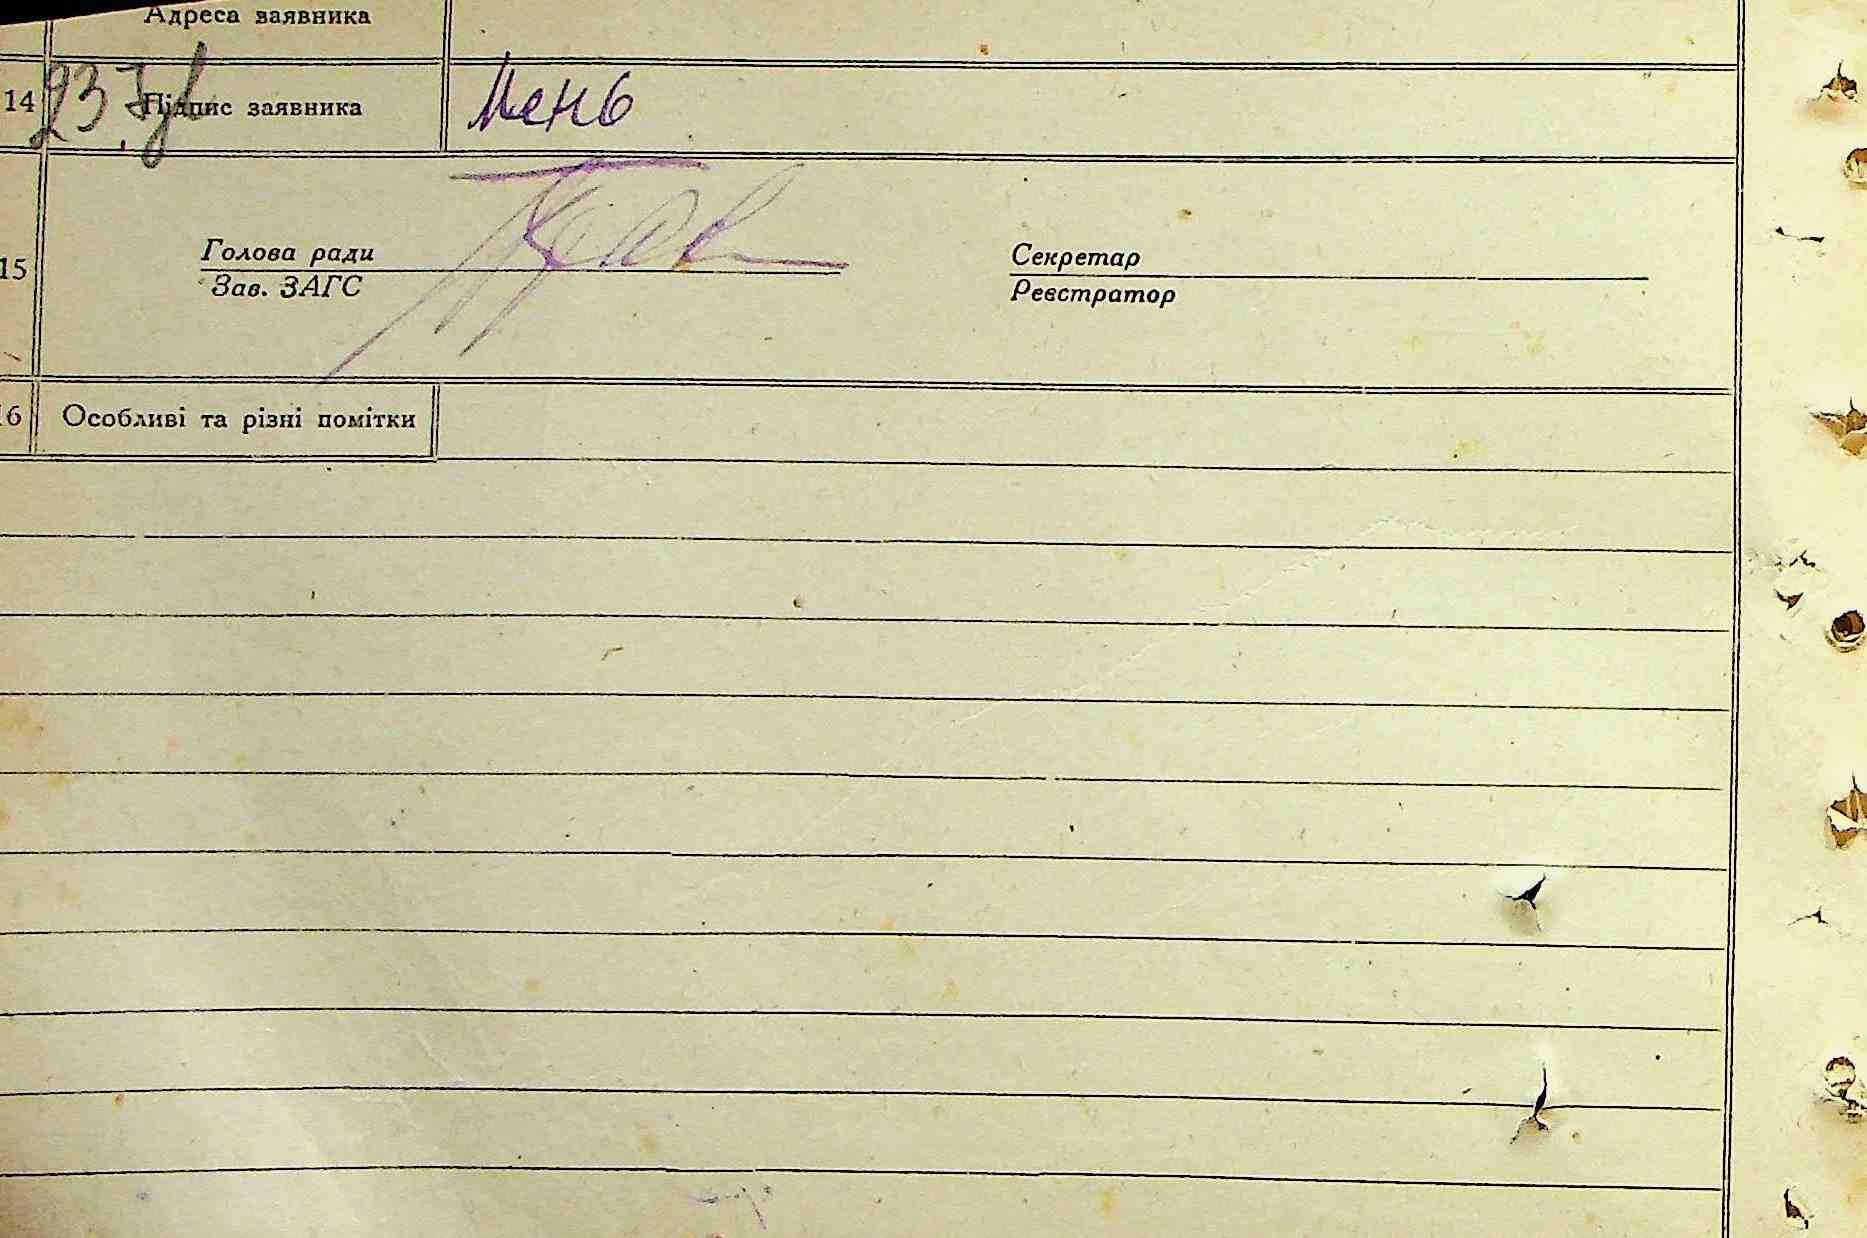 Адреса заявника
14 Підпис заявника Мень
Голова ради Секретар
15
Зав. ЗАГС Реєстратор
16 Особливі та різні помітки